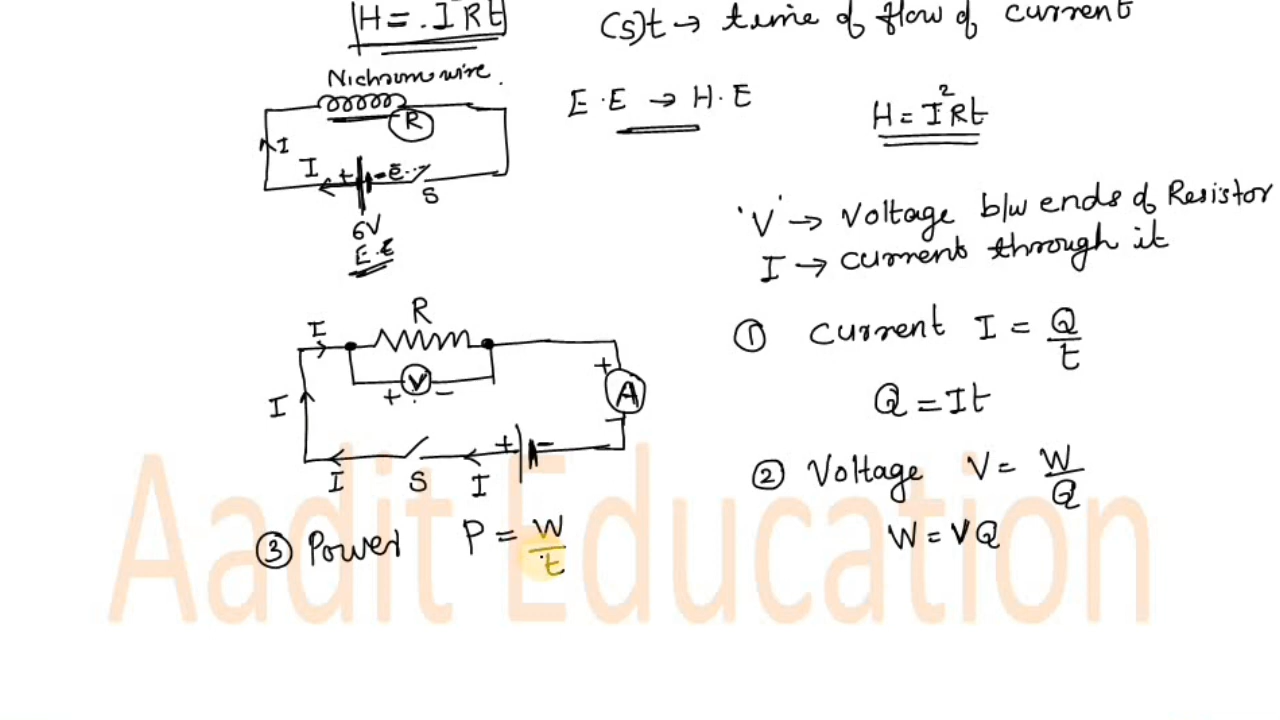 H = I²Rt
(s)t → time of flow of current
Nichrome wire.
R
I
I
+ - e
S
6V
E.E
E.E → H.E
H = I²Rt
'V' → Voltage b/w ends of Resistor
I → current through it
R
I
+ V -
I
+
A
-
+ -
I S I
① Current I = Q/t
Q = It
② Voltage V = W/Q
W = VQ
③ Power P = W/t
Aadit Education